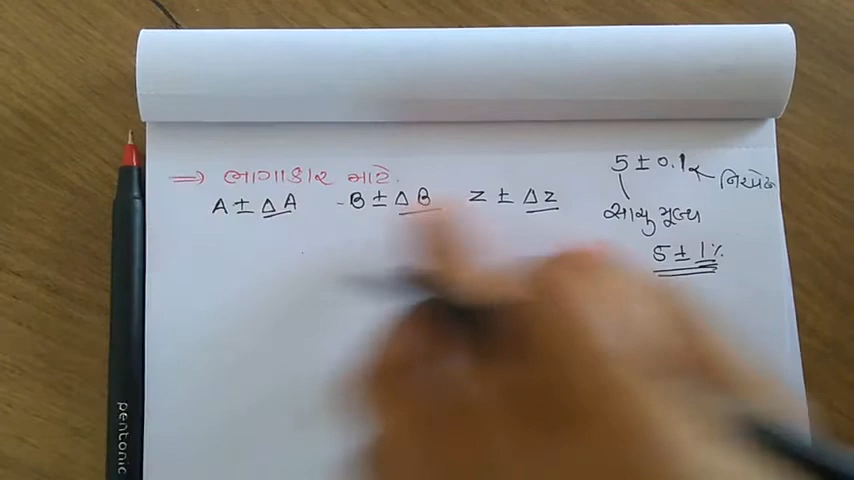 ⇒ ભાગાકાર માટે.
A ± ΔA B ± ΔB Z ± ΔZ
5 ± 0.1 નિરપેક્ષ
સાચુ મૂલ્ય
5 ± 1%
pentonic